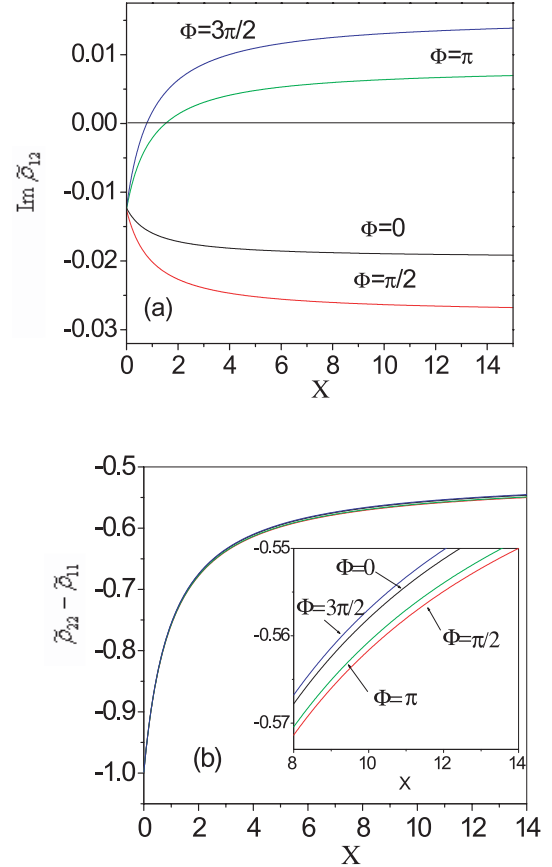 0.01
0.00
-0.01
-0.02
-0.03
Im ρ̃₁₂
Φ=3π/2
Φ=π
Φ=0
Φ=π/2
(a)
0 2 4 6 8 10 12 14
X
-0.5
-0.6
-0.7
-0.8
-0.9
-1.0
ρ̃₂₂ − ρ̃₁₁
-0.55
-0.56
-0.57
Φ=0
Φ=3π/2
Φ=π/2
Φ=π
8 10 12 14
X
(b)
0 2 4 6 8 10 12 14
X